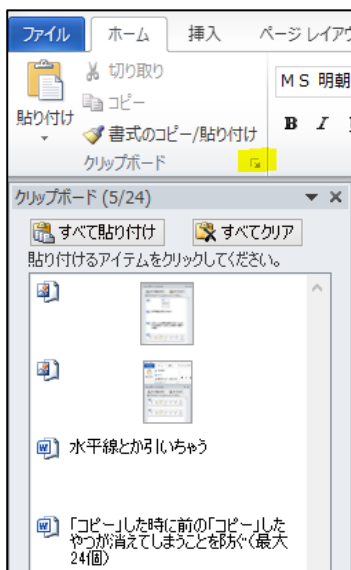 ファイル ホーム 挿入 ページ レイアウ
切り取り
コピー
書式のコピー/貼り付け
貼り付け
クリップボード
MS 明朝
B I
クリップボード (5/24)
すべて貼り付け すべてクリア
貼り付けるアイテムをクリックしてください。
水平線とか引いちゃう
「コピー」した時に前の「コピー」した
やつが消えてしまうことを防ぐ(最大
24個)